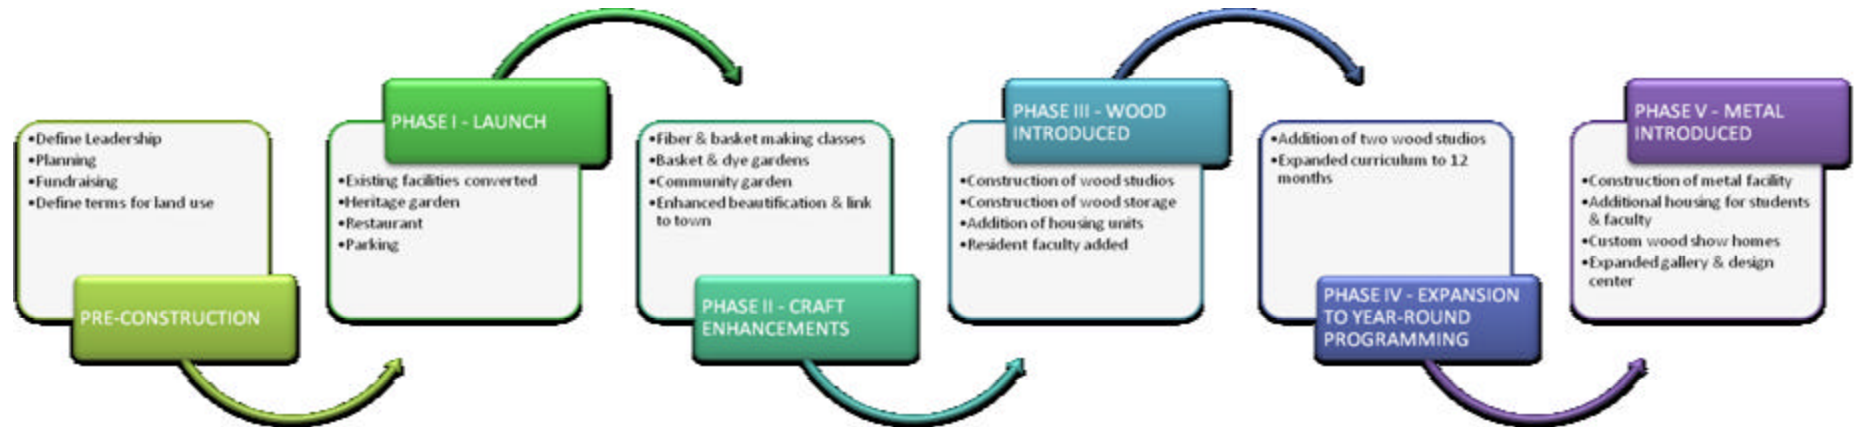 •Define Leadership
•Planning
•Fundraising
•Define terms for land use
PRE-CONSTRUCTION
PHASE I - LAUNCH
•Existing facilities converted
•Heritage garden
•Restaurant
•Parking
•Fiber & basket making classes
•Basket & dye gardens
•Community garden
•Enhanced beautification & link
to town
PHASE II - CRAFT
ENHANCEMENTS
PHASE III - WOOD
INTRODUCED
•Construction of wood studios
•Construction of wood storage
•Addition of housing units
•Resident faculty added
•Addition of two wood studios
•Expanded curriculum to 12
months
PHASE IV - EXPANSION
TO YEAR-ROUND
PROGRAMMING
PHASE V - METAL
INTRODUCED
•Construction of metal facility
•Additional housing for students
& faculty
•Custom wood show homes
•Expanded gallery & design
center